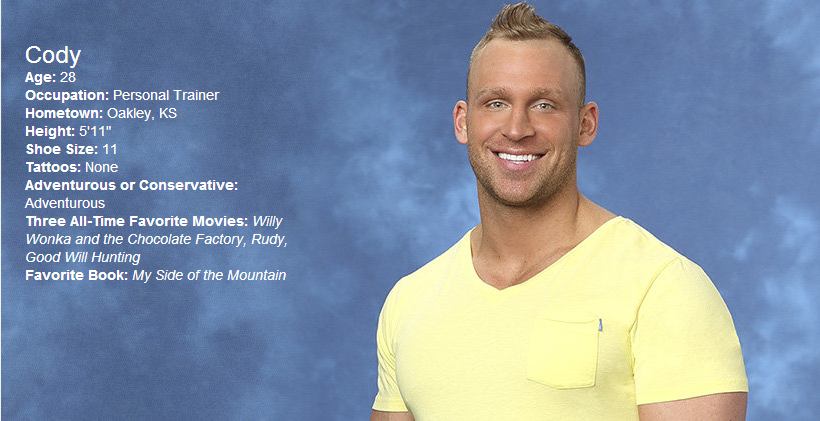 Cody
Age: 28
Occupation: Personal Trainer
Hometown: Oakley, KS
Height: 5'11"
Shoe Size: 11
Tattoos: None
Adventurous or Conservative:
Adventurous
Three All-Time Favorite Movies: Willy
Wonka and the Chocolate Factory, Rudy,
Good Will Hunting
Favorite Book: My Side of the Mountain